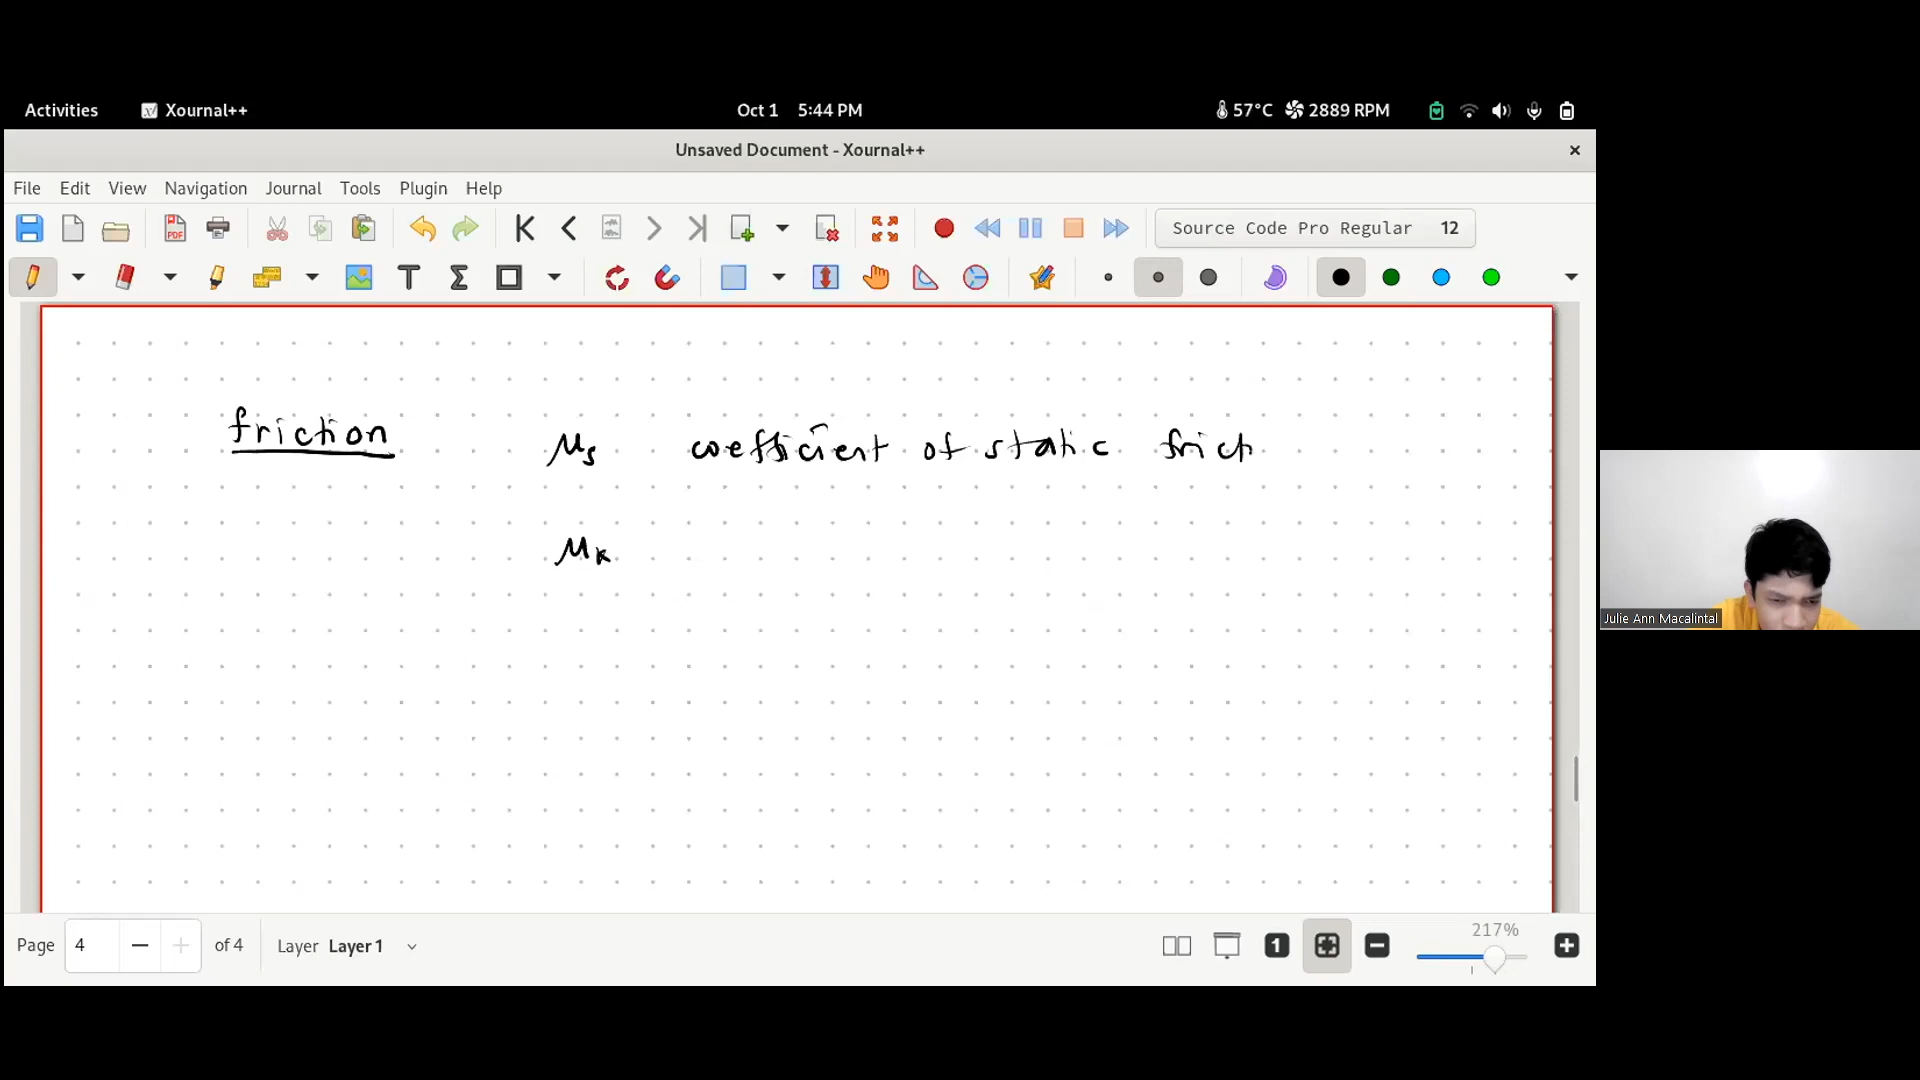 Activities Xournal++ Oct 1 5:44 PM 57°C 2889 RPM
Unsaved Document - Xournal++
File Edit View Navigation Journal Tools Plugin Help
PDF Source Code Pro Regular 12
friction μs coefficient of static frict
μk
Julie Ann Macalintal
Page 4 of 4 Layer Layer 1 1 217%